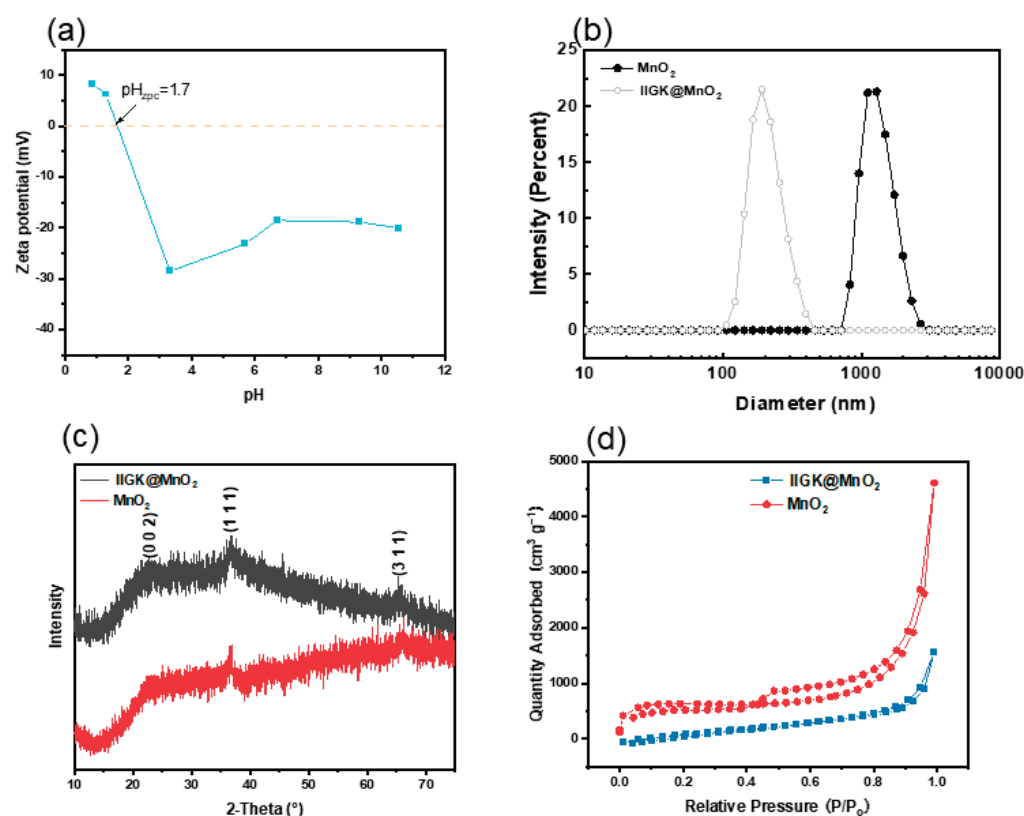 (a)
10
0
-10
-20
-30
-40
Zeta potential (mV)
pH_zpc=1.7
0 2 4 6 8 10 12
pH
(b)
25
20
15
10
5
0
Intensity (Percent)
MnO₂
IIGK@MnO₂
10 100 1000 10000
Diameter (nm)
(c)
IIGK@MnO₂
MnO₂
(0 0 2)
(1 1 1)
(3 1 1)
Intensity
10 20 30 40 50 60 70
2-Theta (°)
(d)
5000
4000
3000
2000
1000
0
Quantity Adsorbed (cm³ g⁻¹)
IIGK@MnO₂
MnO₂
0.0 0.2 0.4 0.6 0.8 1.0
Relative Pressure (P/P₀)